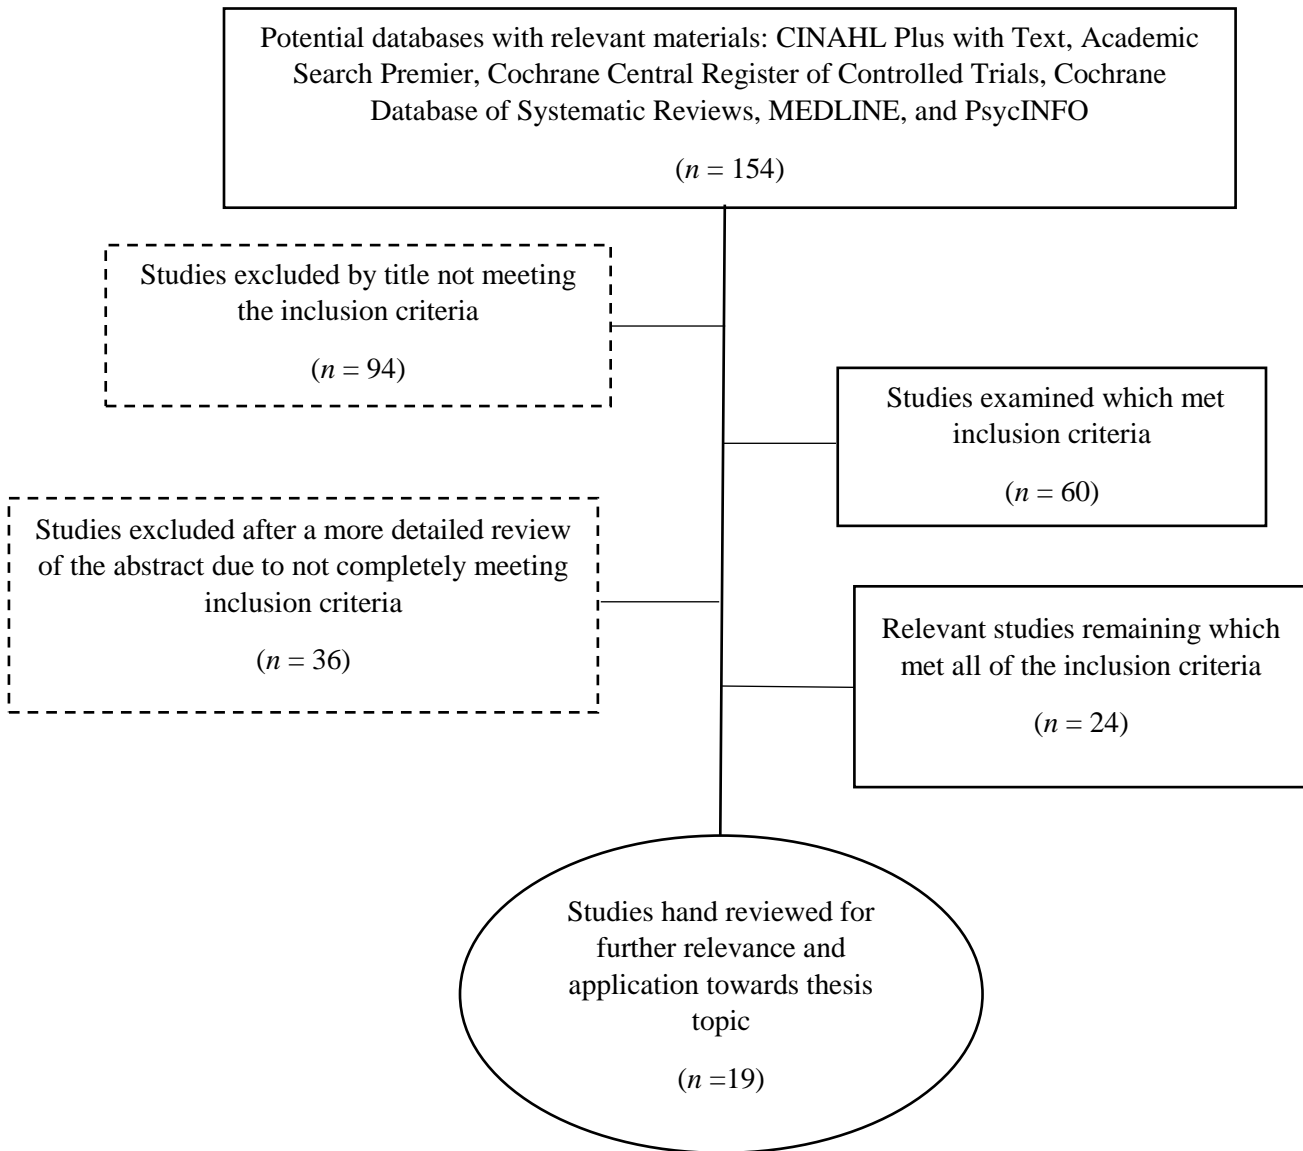 Potential databases with relevant materials: CINAHL Plus with Text, Academic
Search Premier, Cochrane Central Register of Controlled Trials, Cochrane
Database of Systematic Reviews, MEDLINE, and PsycINFO
(n = 154)
Studies excluded by title not meeting
the inclusion criteria
(n = 94)
Studies examined which met
inclusion criteria
(n = 60)
Studies excluded after a more detailed review
of the abstract due to not completely meeting
inclusion criteria
(n = 36)
Relevant studies remaining which
met all of the inclusion criteria
(n = 24)
Studies hand reviewed for
further relevance and
application towards thesis
topic
(n =19)